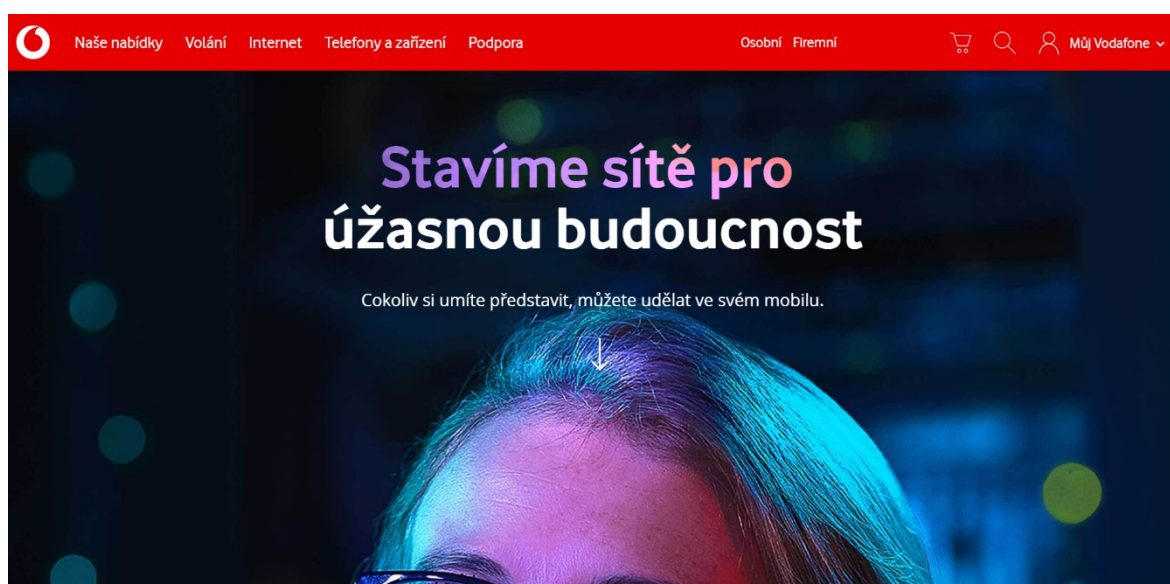 Naše nabídky Volání Internet Telefony a zařízení Podpora Osobní Firemní Můj Vodafone
Stavíme sítě pro
úžasnou budoucnost
Cokoliv si umíte představit, můžete udělat ve svém mobilu.